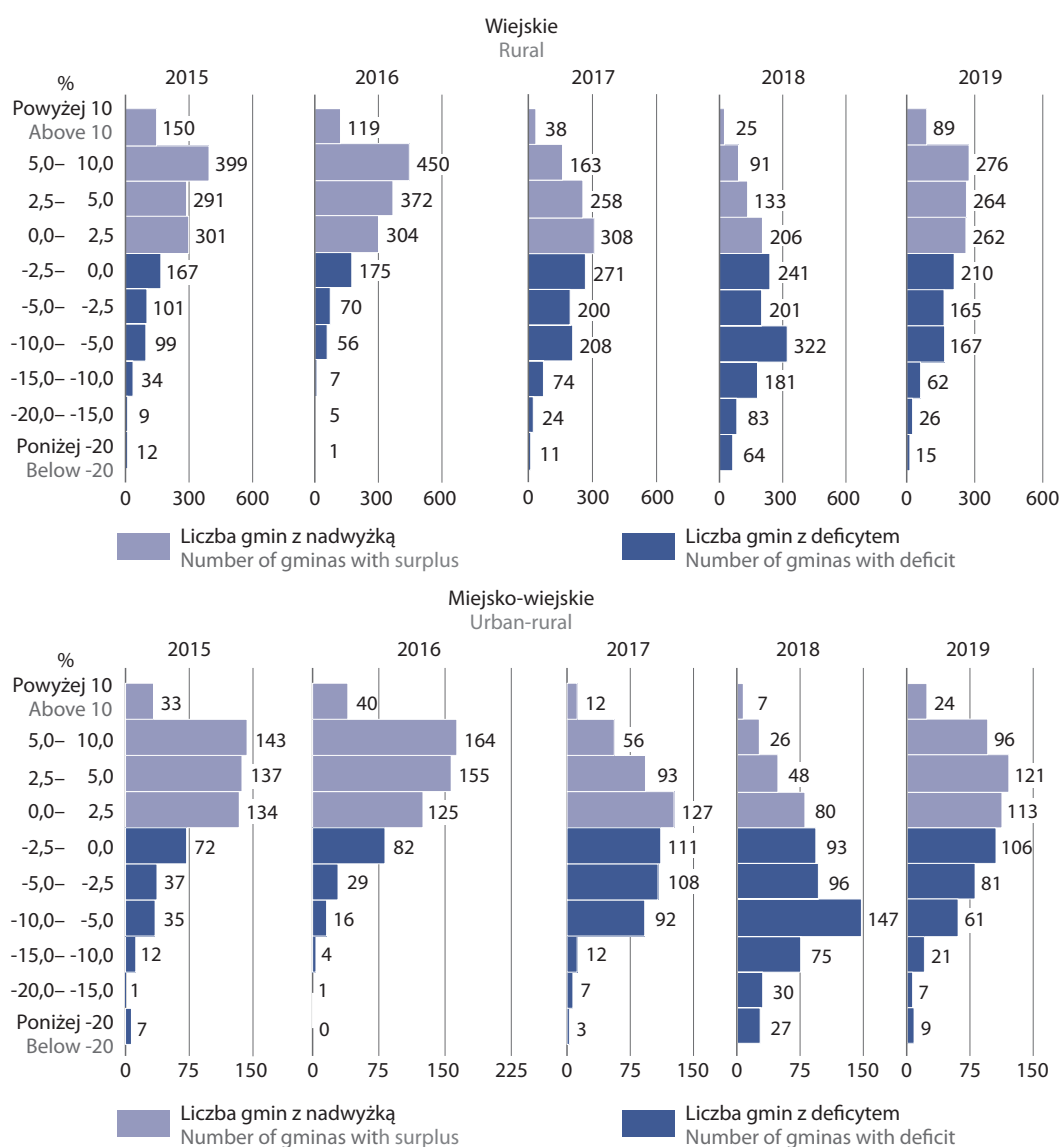 Wiejskie
Rural
% 2015 2016 2017 2018 2019
Powyżej 10
Above 10 150 119 38 25 89
5,0– 10,0 399 450 163 91 276
2,5– 5,0 291 372 258 133 264
0,0– 2,5 301 304 308 206 262
-2,5– 0,0 167 175 271 241 210
-5,0– -2,5 101 70 200 201 165
-10,0– -5,0 99 56 208 322 167
-15,0– -10,0 34 7 74 181 62
-20,0– -15,0 9 5 24 83 26
Poniżej -20
Below -20 12 1 11 64 15
0 300 600 0 300 600 0 300 600 0 300 600 0 300 600
Liczba gmin z nadwyżką Liczba gmin z deficytem
Number of gminas with surplus Number of gminas with deficit
Miejsko-wiejskie
Urban-rural
% 2015 2016 2017 2018 2019
Powyżej 10
Above 10 33 40 12 7 24
5,0– 10,0 143 164 56 26 96
2,5– 5,0 137 155 93 48 121
0,0– 2,5 134 125 127 80 113
-2,5– 0,0 72 82 111 93 106
-5,0– -2,5 37 29 108 96 81
-10,0– -5,0 35 16 92 147 61
-15,0– -10,0 12 4 12 75 21
-20,0– -15,0 1 1 7 30 7
Poniżej -20
Below -20 7 0 3 27 9
0 75 150 0 75 150 225 0 75 150 0 75 150 0 75 150
Liczba gmin z nadwyżką Liczba gmin z deficytem
Number of gminas with surplus Number of gminas with deficit